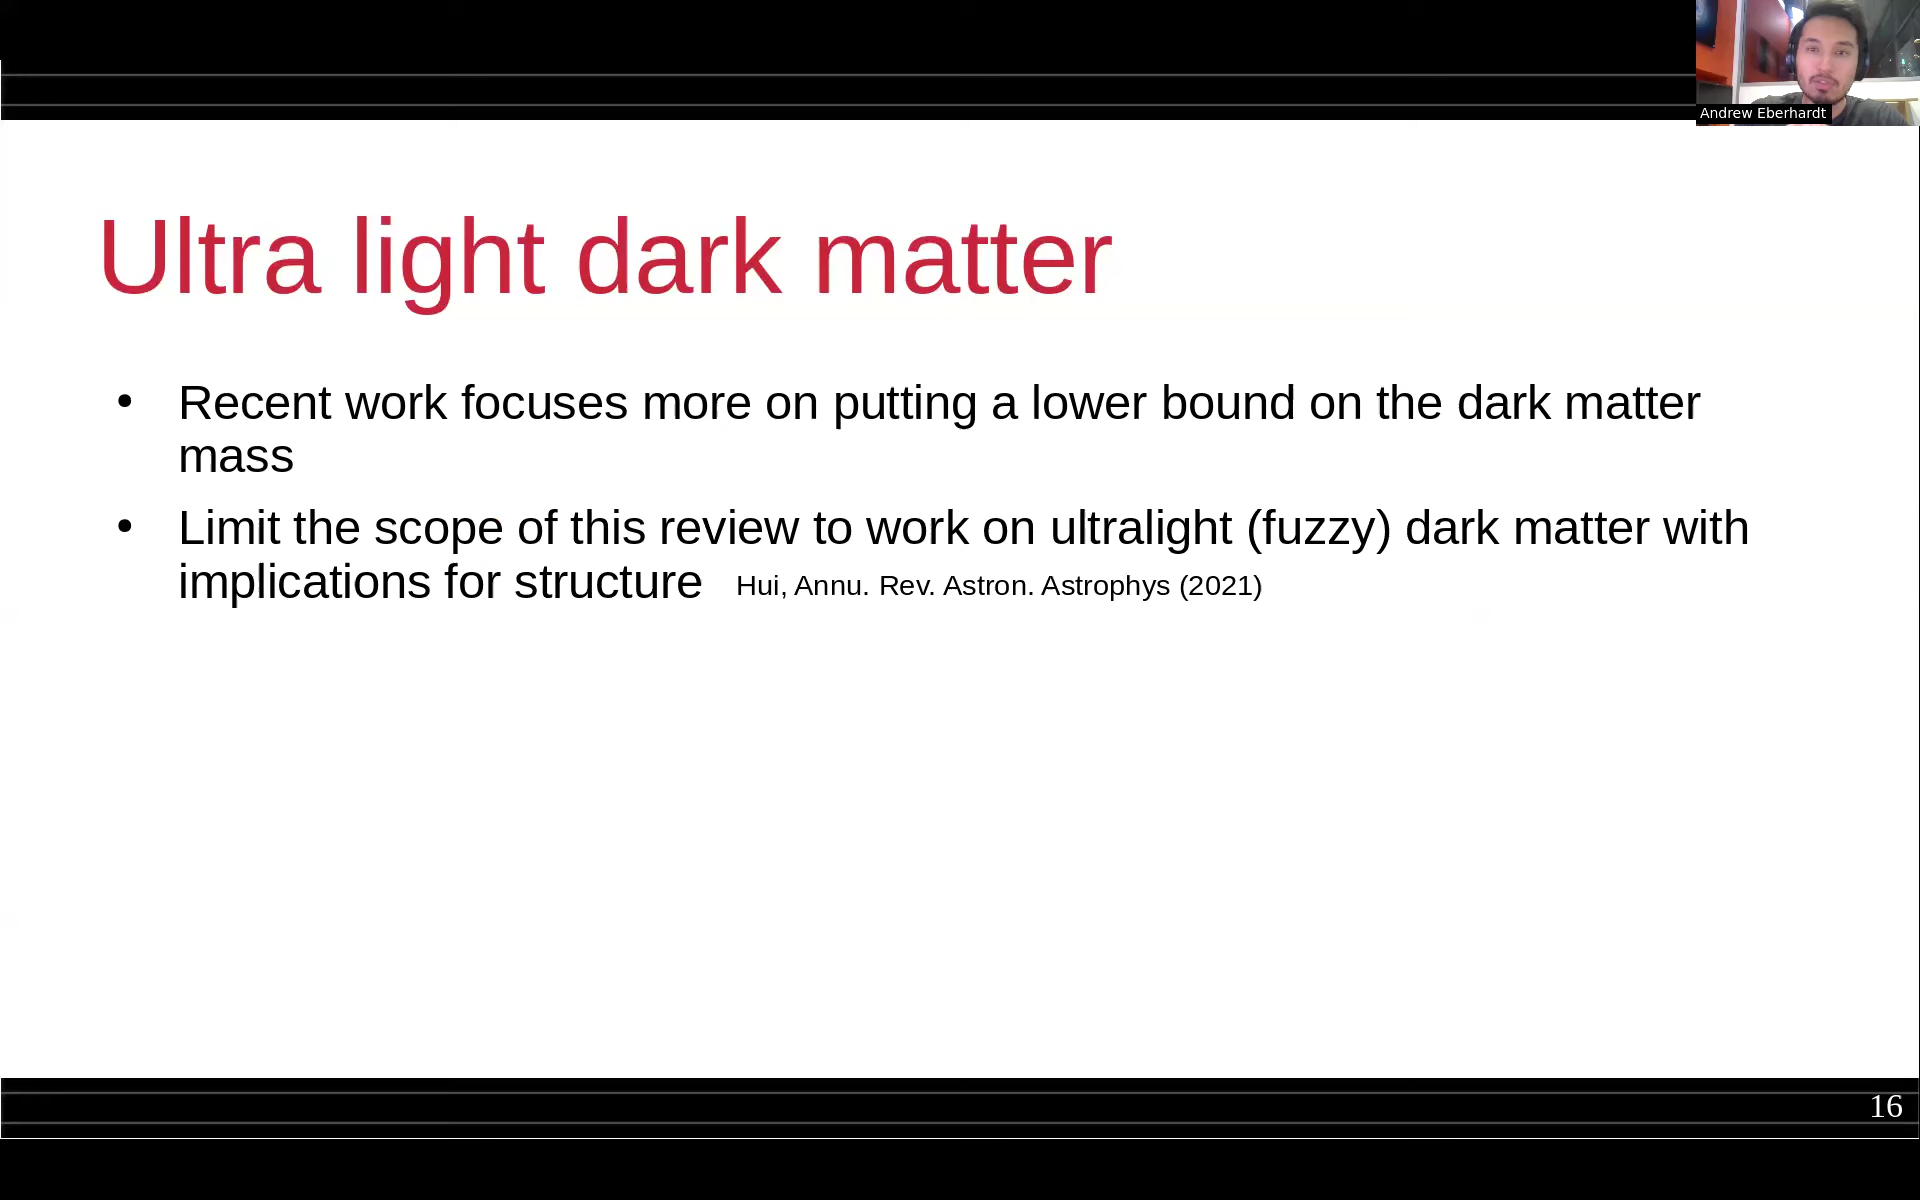 Andrew Eberhardt
Ultra light dark matter
• Recent work focuses more on putting a lower bound on the dark matter
mass
• Limit the scope of this review to work on ultralight (fuzzy) dark matter with
implications for structure Hui, Annu. Rev. Astron. Astrophys (2021)
16